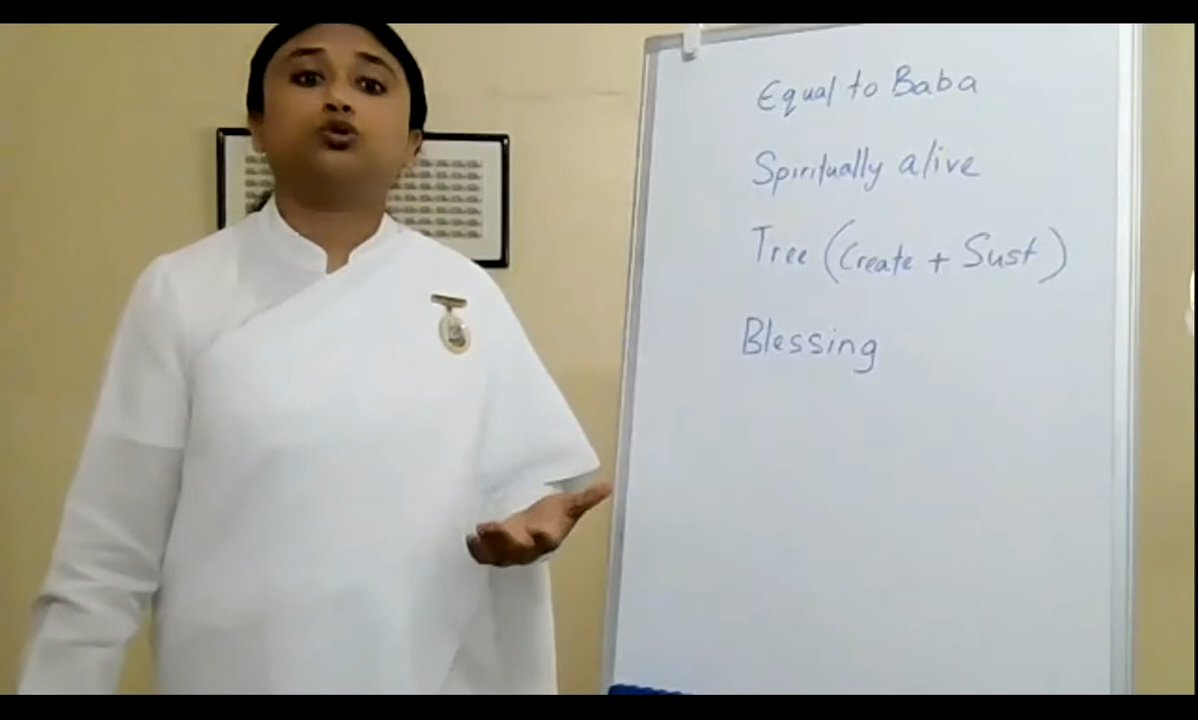 Equal to Baba
Spiritually alive
Tree (Create + Sust)
Blessing